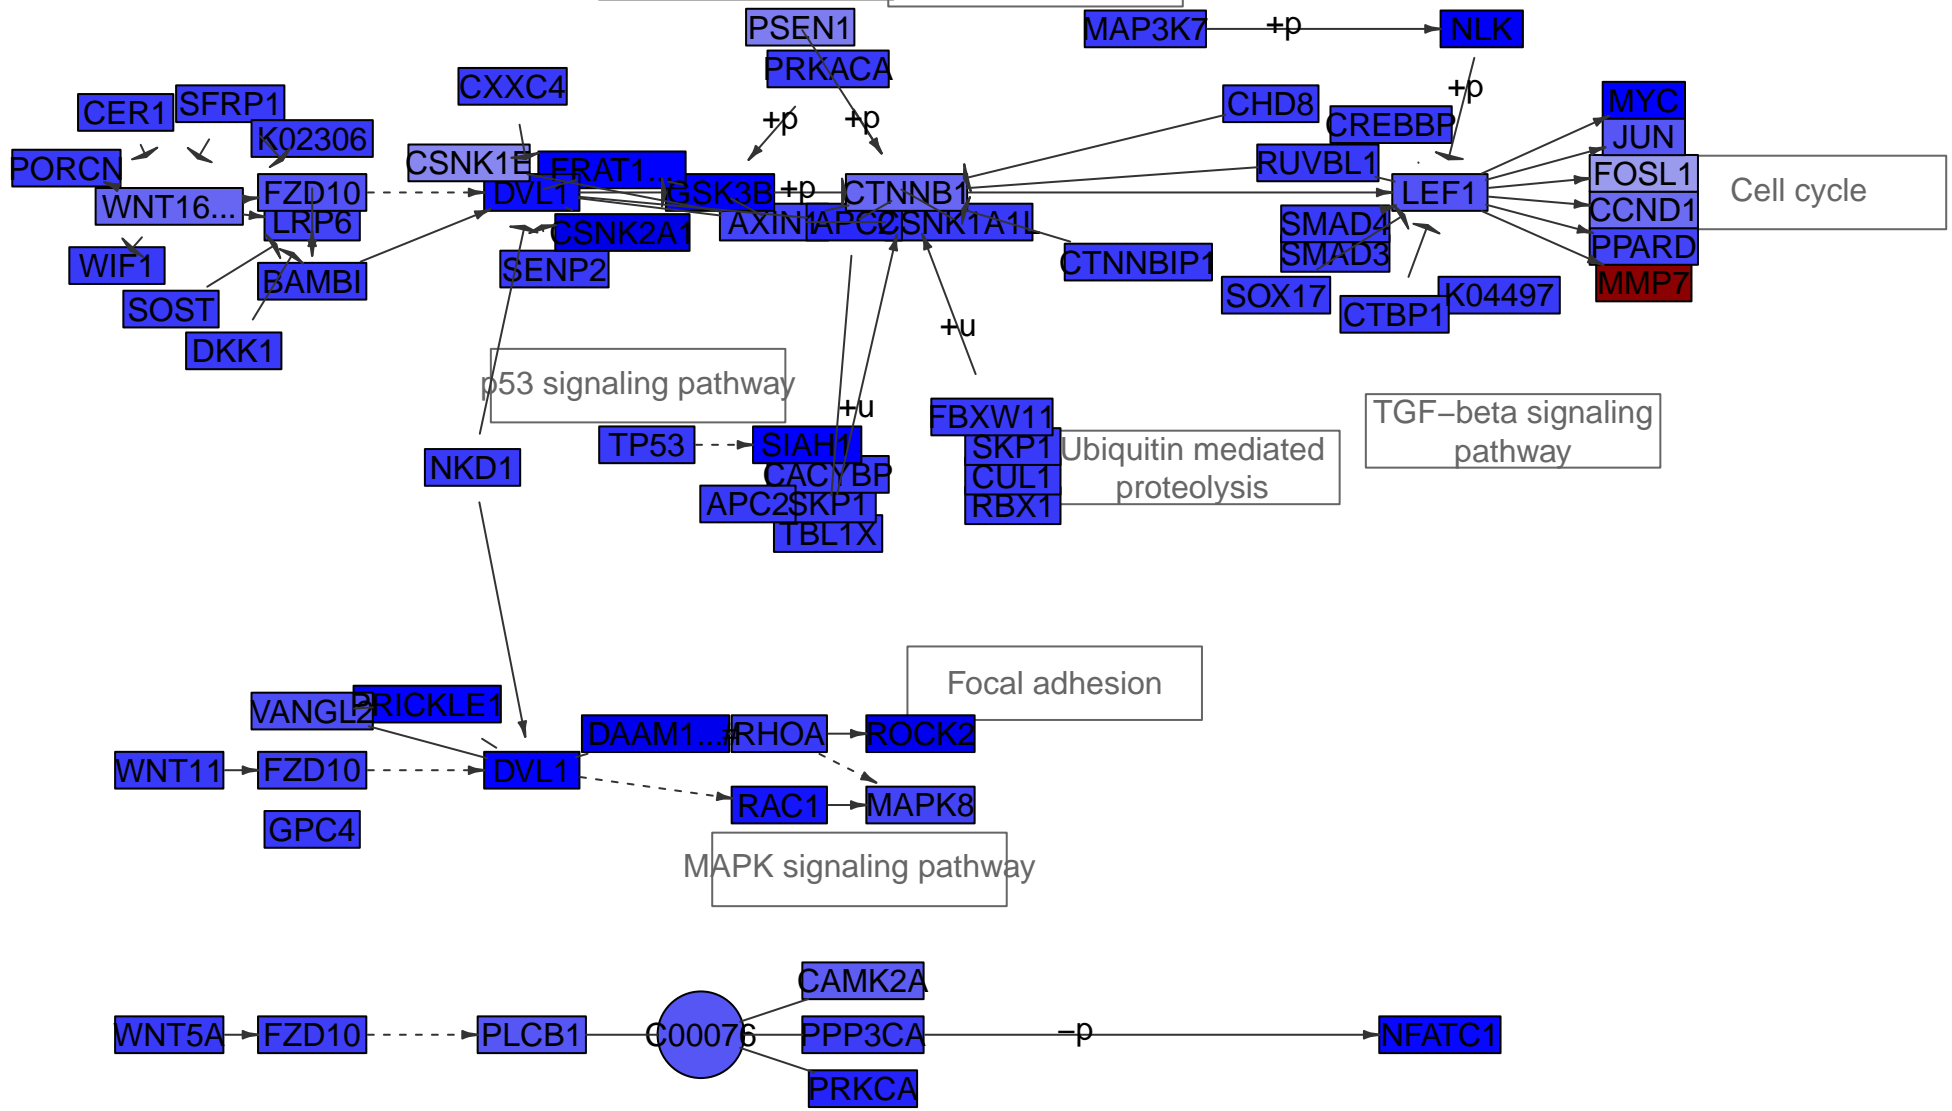 PSEN1
MAP3K7
+p
NLK
PRKACA
CXXC4
CER1
SFRP1
CHD8
+p
MYC
+p
+p
CREBBP
K02306
JUN
PORCN
CSNK1E
FRAT1...
RUVBL1
FOSL1
Cell cycle
WNT16...
FZD10
DVL1
GSK3B
+p
CTNNB1
LEF1
CCND1
LRP6
CSNK2A1
AXIN1
APC2
CSNK1A1L
SMAD4
PPARD
WIF1
BAMBI
SENP2
CTNNBIP1
SMAD3
MMP7
SOST
SOX17
K04497
CTBP1
DKK1
+u
p53 signaling pathway
+u
FBXW11
TGF−beta signaling
pathway
TP53
SIAH1
SKP1
Ubiquitin mediated
proteolysis
NKD1
CACYBP
CUL1
APC2
SKP1
RBX1
TBL1X
Focal adhesion
VANGL2
PRICKLE1
DAAM1...#
RHOA
ROCK2
WNT11
FZD10
DVL1
RAC1
MAPK8
GPC4
MAPK signaling pathway
CAMK2A
WNT5A
FZD10
PLCB1
C00076
PPP3CA
−p
NFATC1
PRKCA